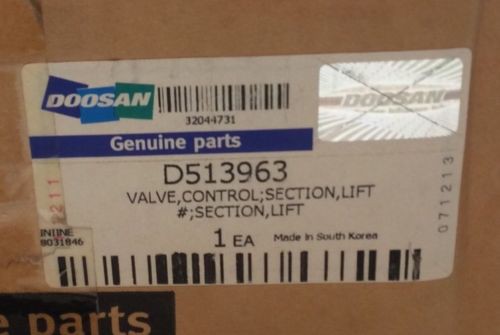 DOOSAN
32044731
DOOSAN
Genuine parts
D513963
VALVE,CONTROL;SECTION,LIFT
#;SECTION,LIFT
1 EA Made In South Korea
2211
071213
8031846
e parts